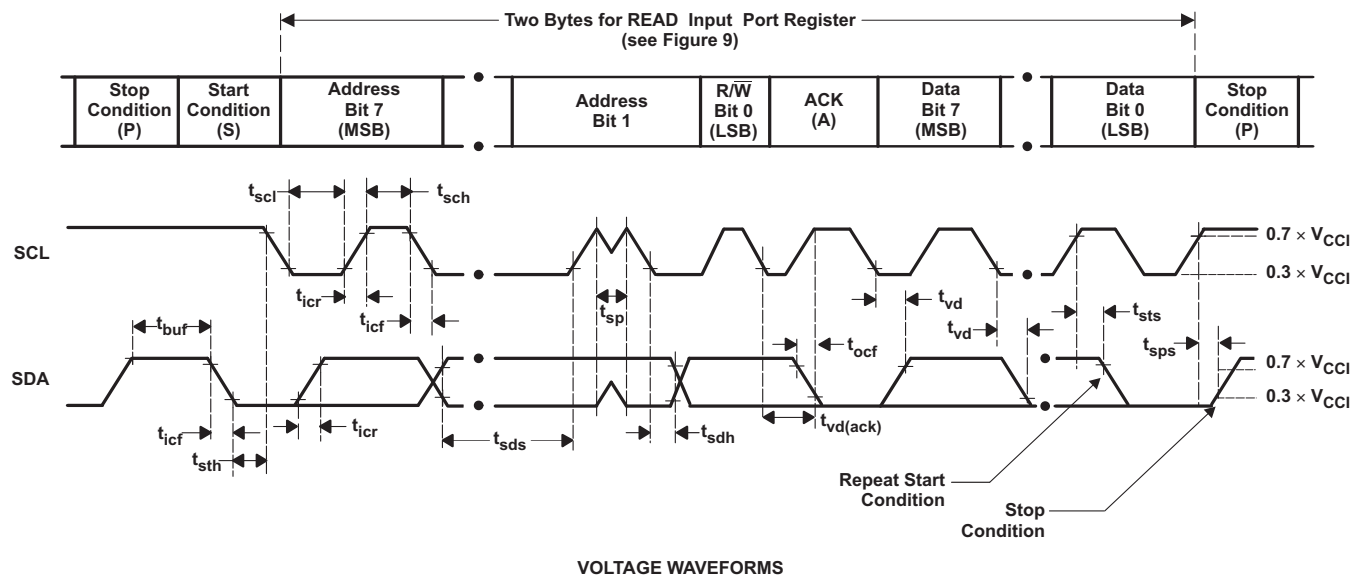 Two Bytes for READ Input Port Register
(see Figure 9)
Stop
Condition
(P)
Start
Condition
(S)
Address
Bit 7
(MSB)
Address
Bit 1
R/W̅
Bit 0
(LSB)
ACK
(A)
Data
Bit 7
(MSB)
Data
Bit 0
(LSB)
Stop
Condition
(P)
tscl
tsch
SCL
0.7 × VCCI
0.3 × VCCI
ticr
ticf
tsp
tvd
tvd
tsts
tbuf
tocf
tsps
SDA
0.7 × VCCI
0.3 × VCCI
ticf
ticr
tsth
tsds
tsdh
tvd(ack)
Repeat Start
Condition
Stop
Condition
VOLTAGE WAVEFORMS